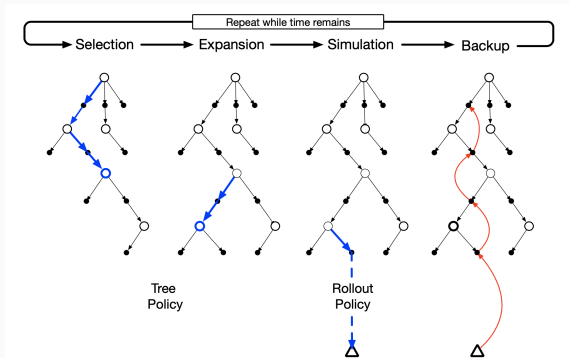 Repeat while time remains
Selection
Expansion
Simulation
Backup
Tree
Policy
Rollout
Policy